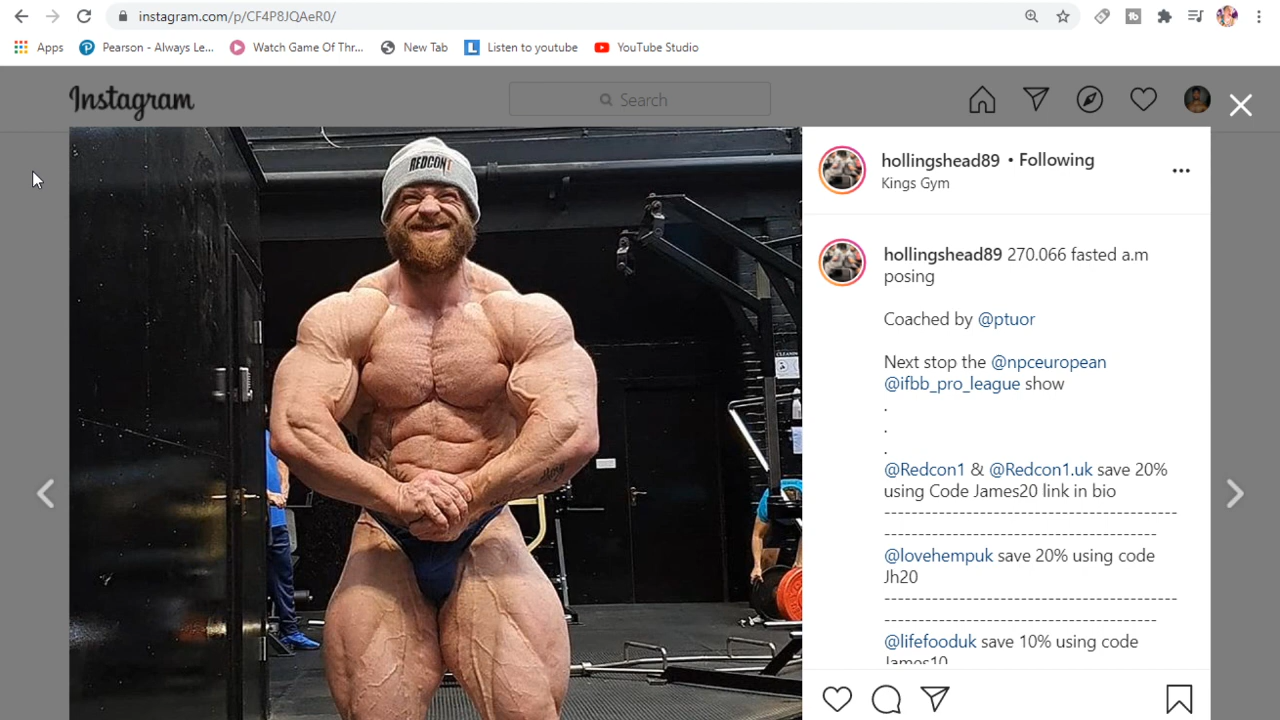 instagram.com/p/CF4P8JQAeR0/
Apps Pearson - Always Le... Watch Game Of Thr... New Tab Listen to youtube YouTube Studio
Instagram
Search
REDCON1
hollingshead89 • Following
Kings Gym
hollingshead89 270.066 fasted a.m
posing
Coached by @ptuor
Next stop the @npceuropean
@ifbb_pro_league show
.
.
.
@Redcon1 & @Redcon1.uk save 20%
using Code James20 link in bio
-------------------------------------------
----------------------------------------
@lovehempuk save 20% using code
Jh20
-------------------------------------------
----------------------------------------
@lifefooduk save 10% using code
James10